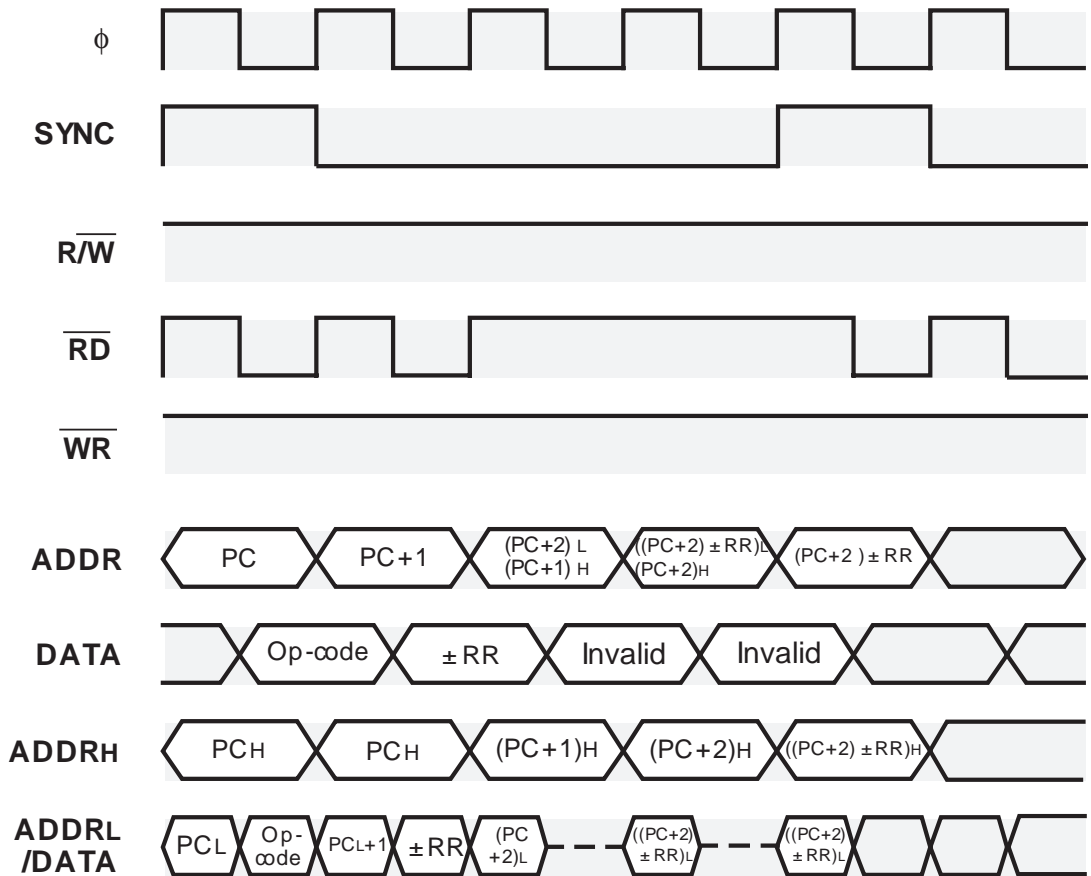 ϕ
SYNC
R/W
RD
WR
ADDR
PC
PC+1
(PC+2) L
(PC+1) H
((PC+2) ± RR)L
(PC+2)H
(PC+2 ) ± RR
DATA
Op-code
± RR
Invalid
Invalid
ADDRH
PCH
PCH
(PC+1)H
(PC+2)H
((PC+2) ±RR)H
ADDRL
/DATA
PCL
Op-
code
PCL+1
± RR
(PC
+2)L
((PC+2)
± RR)L
((PC+2)
± RR)L